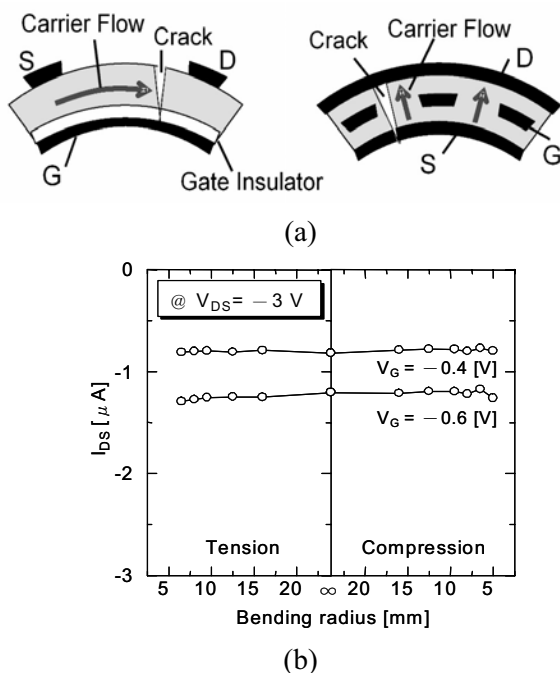 Carrier Flow
Crack
S
D
G
Gate Insulator
Crack
Carrier Flow
D
G
S
(a)
0
-1
-2
-3
I_DS [ μ A]
@ V_DS = − 3 V
V_G = − 0.4 [V]
V_G = − 0.6 [V]
Tension
Compression
5 10 15 20 ∞ 20 15 10 5
Bending radius [mm]
(b)